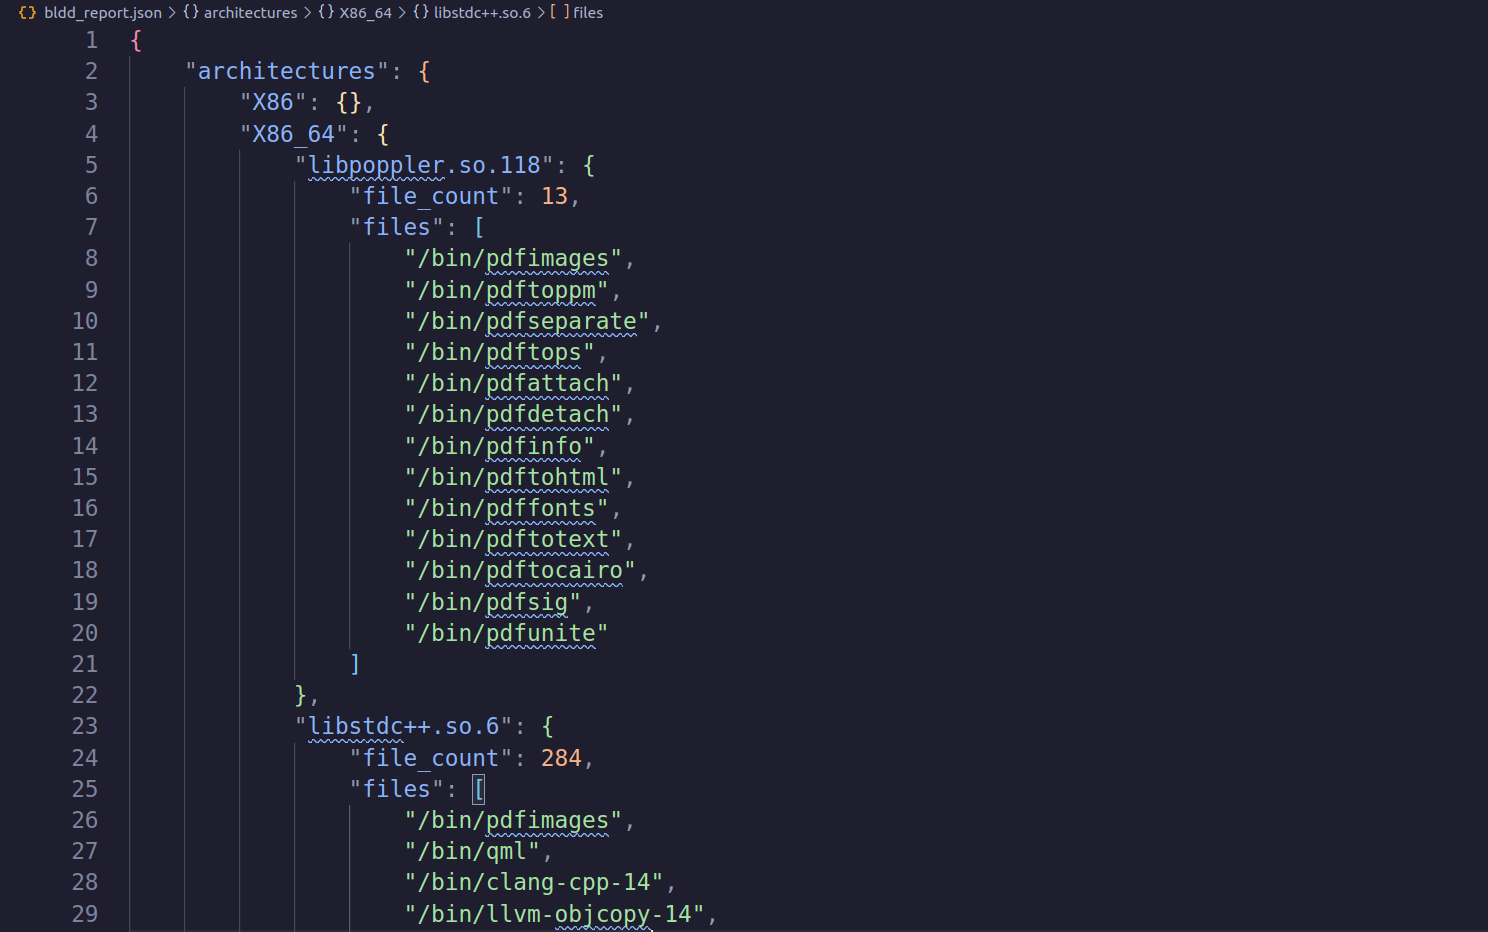 {} bldd_report.json > {} architectures > {} X86_64 > {} libstdc++.so.6 > [ ] files
1 {
2 "architectures": {
3 "X86": {},
4 "X86_64": {
5 "libpoppler.so.118": {
6 "file_count": 13,
7 "files": [
8 "/bin/pdfimages",
9 "/bin/pdftoppm",
10 "/bin/pdfseparate",
11 "/bin/pdftops",
12 "/bin/pdfattach",
13 "/bin/pdfdetach",
14 "/bin/pdfinfo",
15 "/bin/pdftohtml",
16 "/bin/pdffonts",
17 "/bin/pdftotext",
18 "/bin/pdftocairo",
19 "/bin/pdfsig",
20 "/bin/pdfunite"
21 ]
22 },
23 "libstdc++.so.6": {
24 "file_count": 284,
25 "files": [
26 "/bin/pdfimages",
27 "/bin/qml",
28 "/bin/clang-cpp-14",
29 "/bin/llvm-objcopy-14",